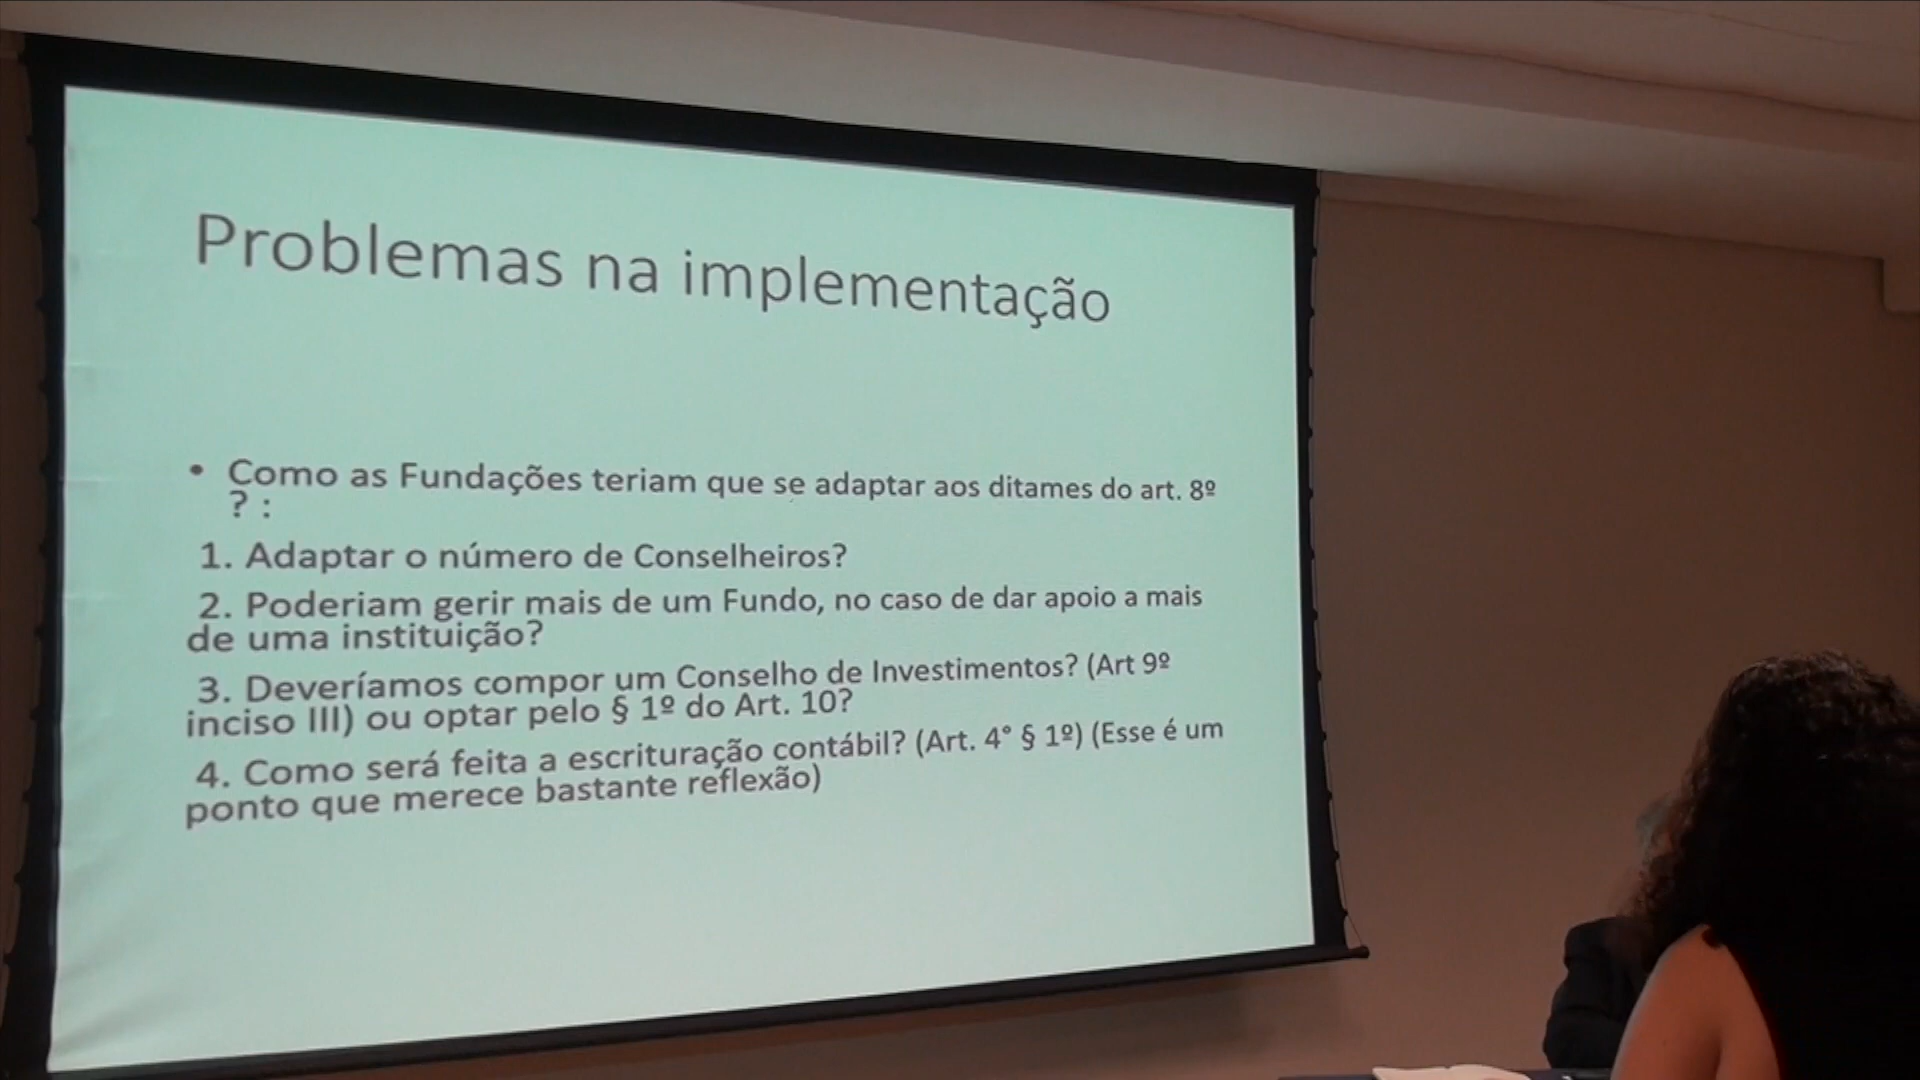 Problemas na implementação
• Como as Fundações teriam que se adaptar aos ditames do art. 8º
? :
1. Adaptar o número de Conselheiros?
2. Poderiam gerir mais de um Fundo, no caso de dar apoio a mais
de uma instituição?
3. Deveríamos compor um Conselho de Investimentos? (Art 9º
inciso III) ou optar pelo § 1º do Art. 10?
4. Como será feita a escrituração contábil? (Art. 4° § 1º) (Esse é um
ponto que merece bastante reflexão)